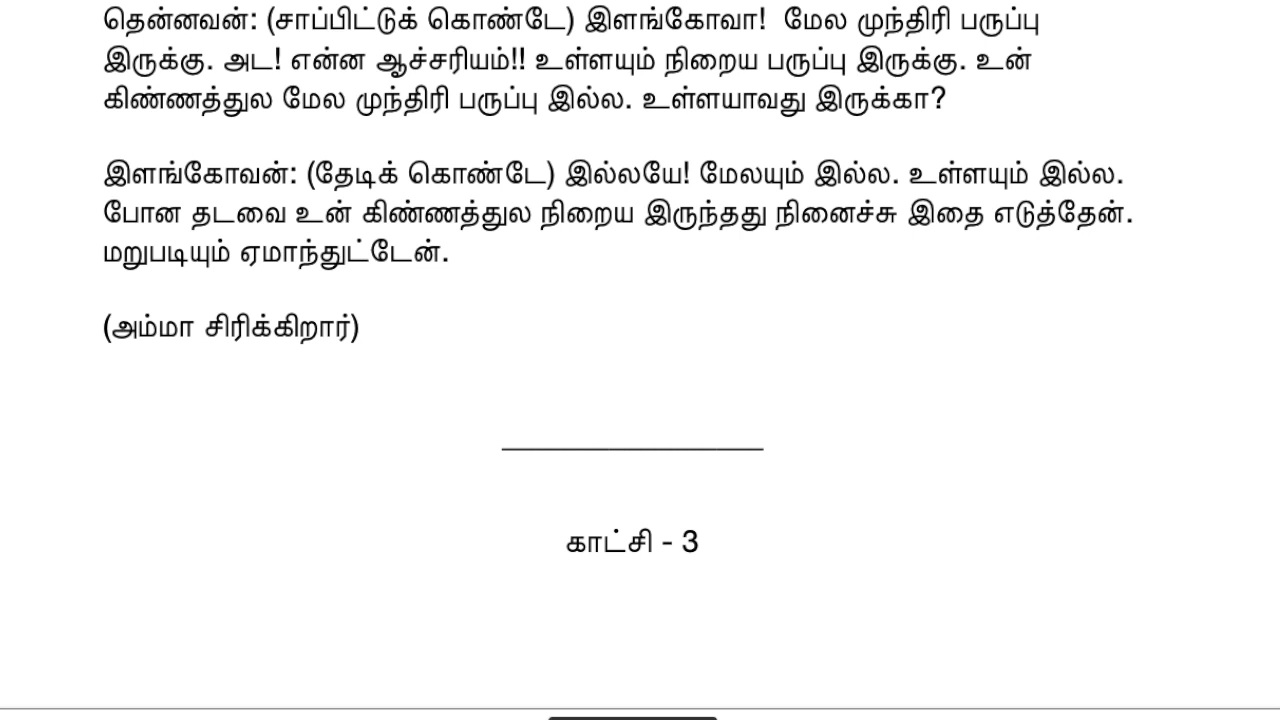 தென்னவன்: (சாப்பிட்டுக் கொண்டே) இளங்கோவா! மேல முந்திரி பருப்பு
இருக்கு. அட! என்ன ஆச்சரியம்!! உள்ளயும் நிறைய பருப்பு இருக்கு. உன்
கிண்ணத்துல மேல முந்திரி பருப்பு இல்ல. உள்ளயாவது இருக்கா?
இளங்கோவன்: (தேடிக் கொண்டே) இல்லயே! மேலயும் இல்ல. உள்ளயும் இல்ல.
போன தடவை உன் கிண்ணத்துல நிறைய இருந்தது நினைச்சு இதை எடுத்தேன்.
மறுபடியும் ஏமாந்துட்டேன்.
(அம்மா சிரிக்கிறார்)
காட்சி - 3